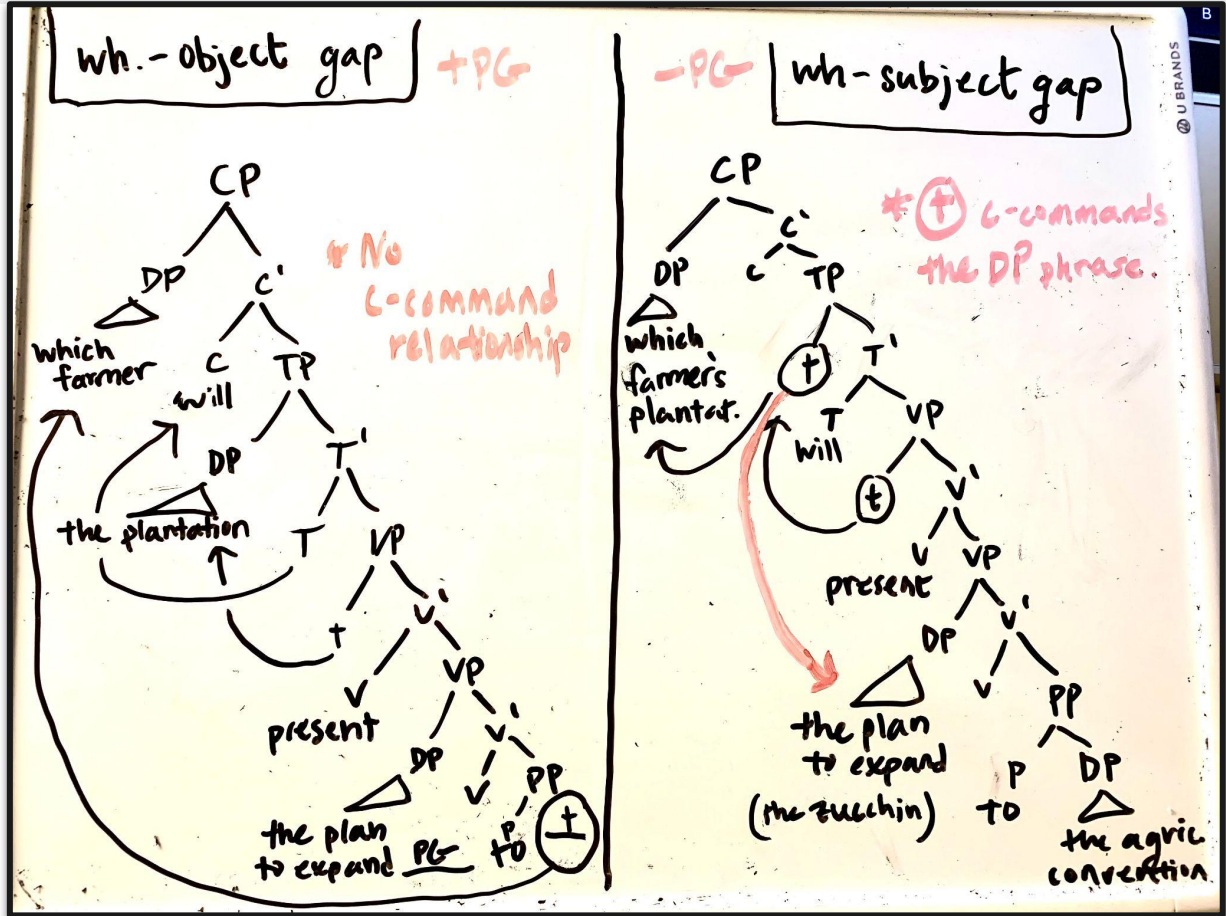 wh.-object gap
+PG
CP
DP
C'
* No
c-command
relationship
which
farmer
C
will
TP
DP
T'
the plantation
T
VP
t
V'
V
present
VP
DP
V'
V
PP
the plan
to expand PG
P
to
t
-PG
wh-subject gap
CP
* t c-commands
the DP phrase.
DP
C'
C
TP
which
farmer's
plantat.
t
T'
T
will
VP
t
V'
V
present
VP
DP
V'
V
PP
the plan
to expand
(the zucchin)
P
to
DP
the agric
convention
U BRANDS
B